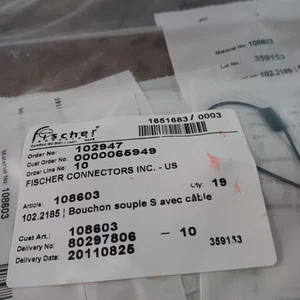 Fischer
1651683 / 0003
Order No: 102947
Cust Order No: 0000065949
Order Line No: 10
FISCHER CONNECTORS INC. - US
Article: 108603
Qty: 19
102.2185 | Bouchon souple S avec câble
Cust Art.: 108603 - 10
Delivery No: 80297806
Delivery Date: 20110825
359153
Material No: 108603
Lot No: 359153
102.2185
Material No: 108603